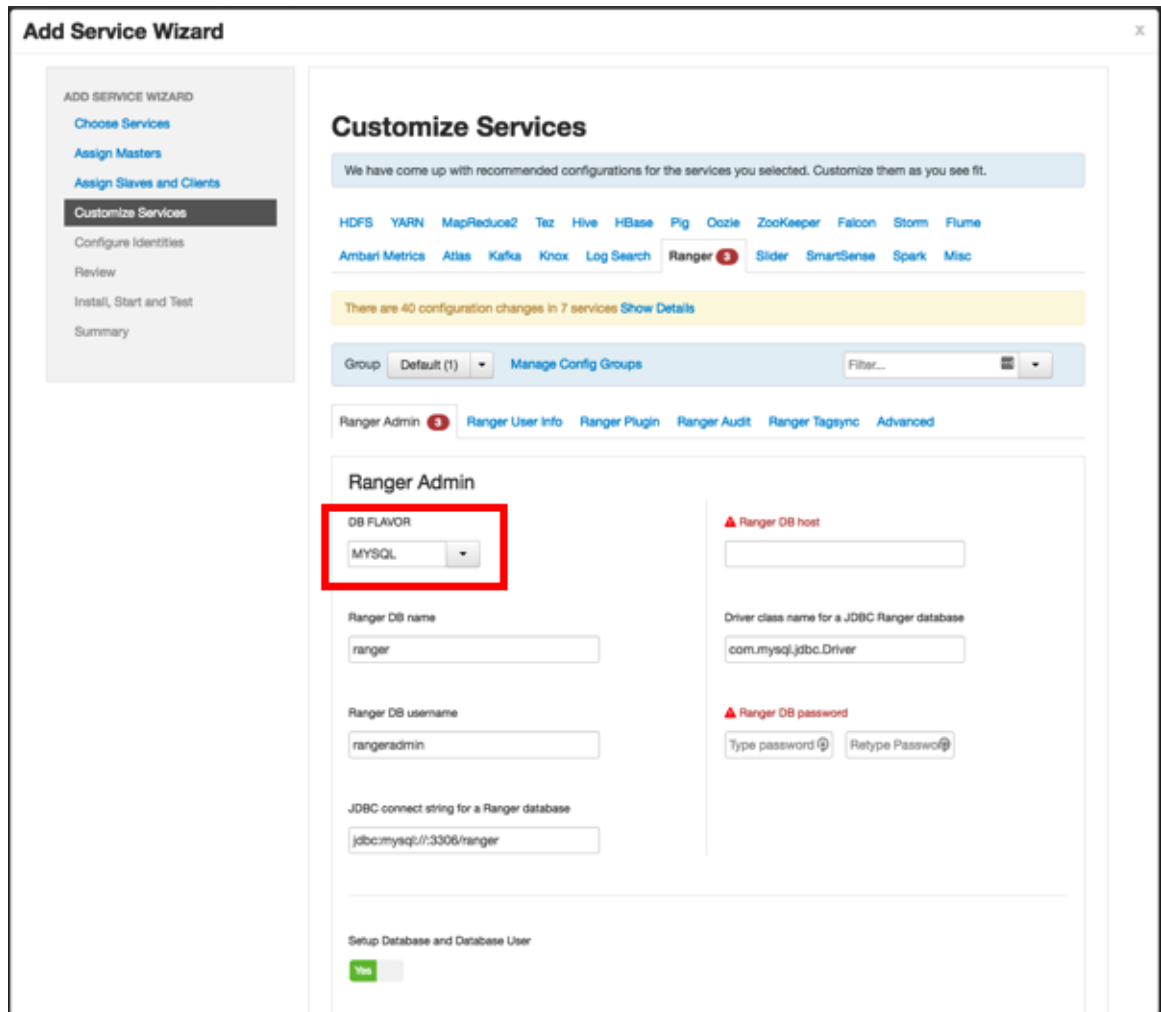 Add Service Wizard
x
ADD SERVICE WIZARD
Choose Services
Assign Masters
Assign Slaves and Clients
Customize Services
Configure Identities
Review
Install, Start and Test
Summary
Customize Services
We have come up with recommended configurations for the services you selected. Customize them as you see fit.
HDFS YARN MapReduce2 Tez Hive HBase Pig Oozie ZooKeeper Falcon Storm Flume
Ambari Metrics Atlas Kafka Knox Log Search Ranger 3 Slider SmartSense Spark Misc
There are 40 configuration changes in 7 services Show Details
Group Default (1) Manage Config Groups Filter...
Ranger Admin 3 Ranger User Info Ranger Plugin Ranger Audit Ranger Tagsync Advanced
Ranger Admin
DB FLAVOR
MYSQL
Ranger DB host
Ranger DB name
ranger
Driver class name for a JDBC Ranger database
com.mysql.jdbc.Driver
Ranger DB username
rangeradmin
Ranger DB password
Type password Retype Passwo
JDBC connect string for a Ranger database
jdbc:mysql://:3306/ranger
Setup Database and Database User
Yes